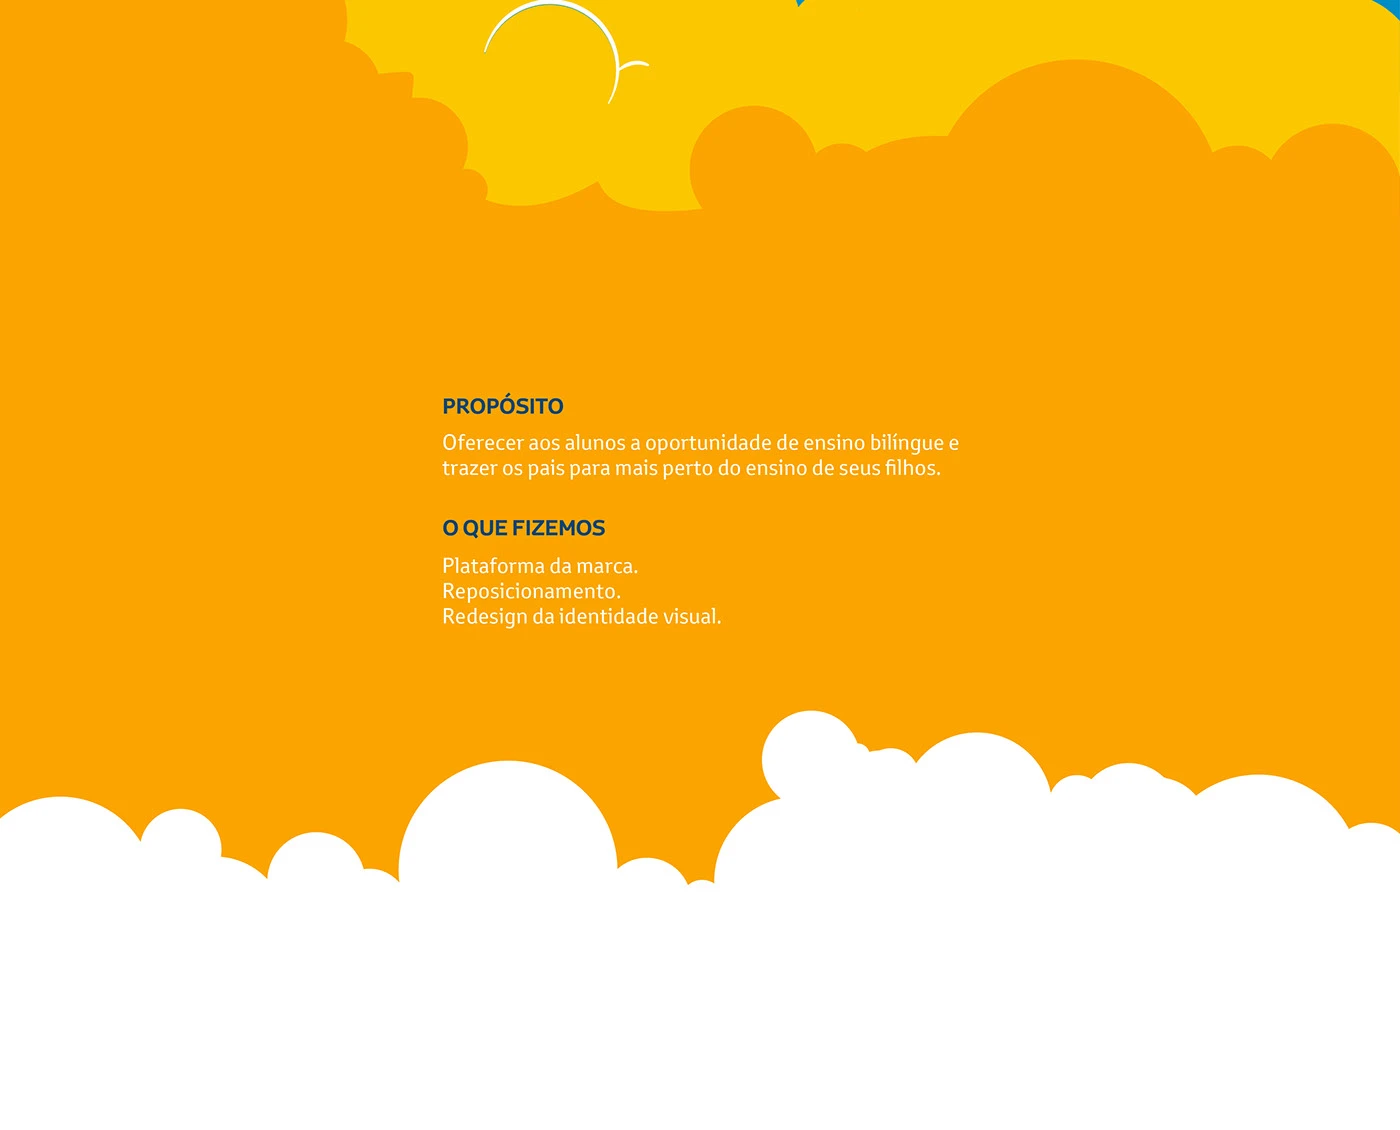 PROPÓSITO
Oferecer aos alunos a oportunidade de ensino bilíngue e
trazer os pais para mais perto do ensino de seus filhos.
O QUE FIZEMOS
Plataforma da marca.
Reposicionamento.
Redesign da identidade visual.